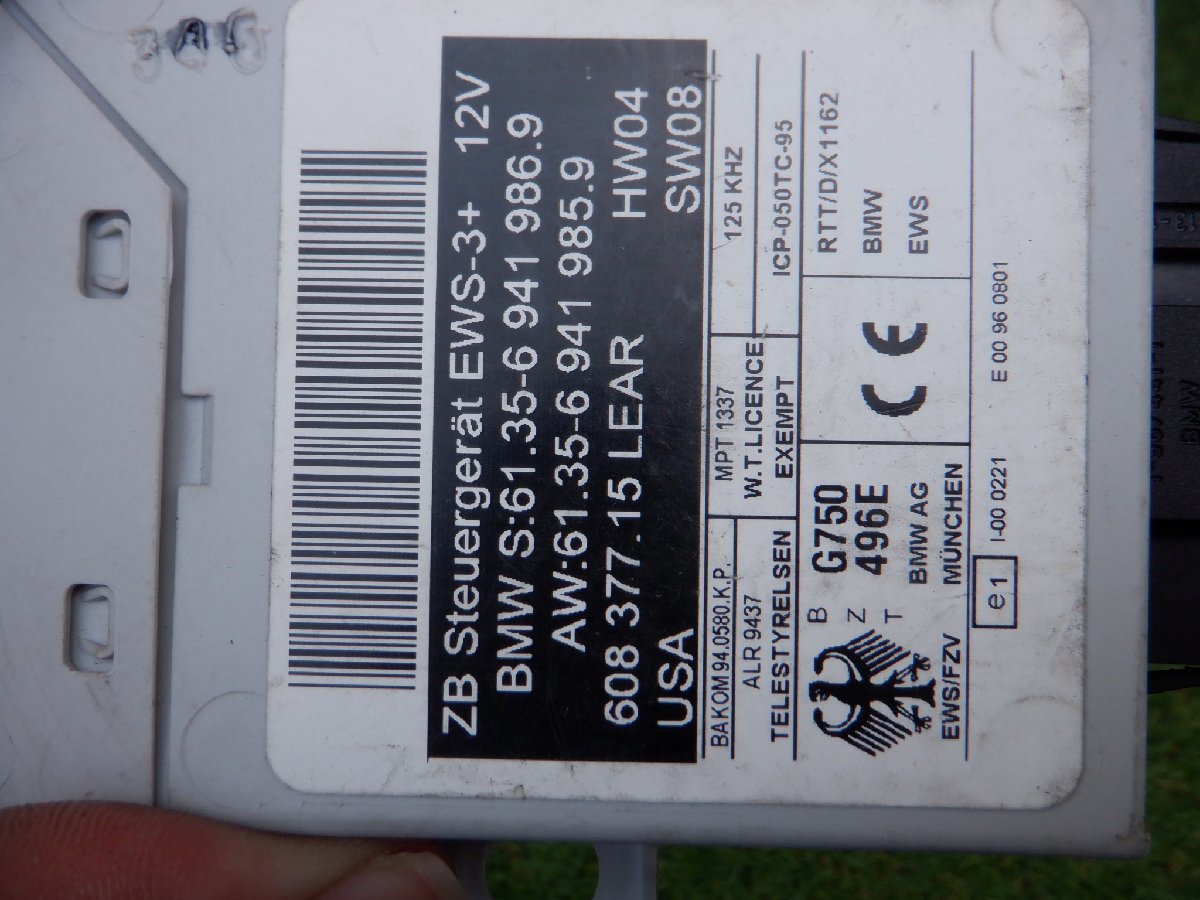 ZB Steuergerät EWS-3+ 12V
BMW S:61.35-6 941 986.9
AW:61.35-6 941 985.9
608 377.15 LEAR HW04
USA SW08
BAKOM 94.0580.K.P.
ALR 9437
TELESTYRELSEN
MPT 1337
W.T.LICENCE
EXEMPT
125 KHZ
ICP-050TC-95
B
Z
T
G750
496E
BMW AG
EWS/FZV MÜNCHEN
CE
RTT/D/X1162
BMW
EWS
e1
I-00 0221
E 00 96 0801
BMW